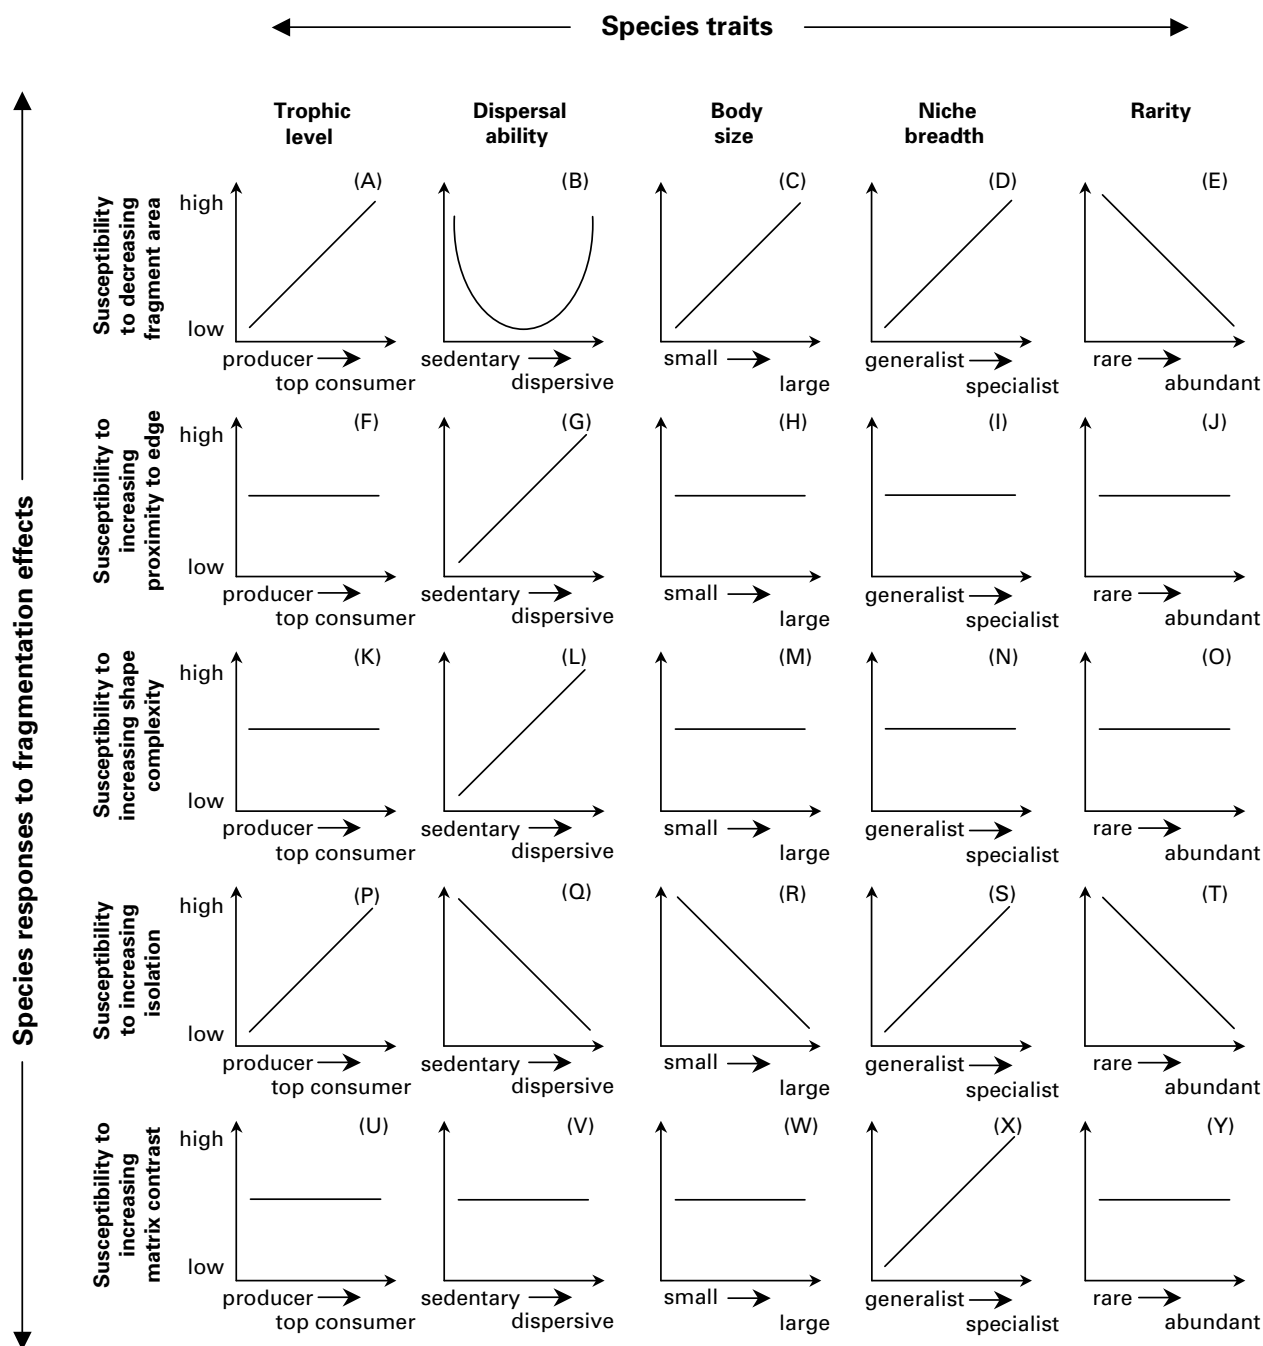 Species traits
Species responses to fragmentation effects
Trophic
level
Dispersal
ability
Body
size
Niche
breadth
Rarity
Susceptibility
to decreasing
fragment area
high
low
(A)
producer
top consumer
(B)
sedentary
dispersive
(C)
small
large
(D)
generalist
specialist
(E)
rare
abundant
Susceptibility to
increasing
proximity to edge
high
low
(F)
producer
top consumer
(G)
sedentary
dispersive
(H)
small
large
(I)
generalist
specialist
(J)
rare
abundant
Susceptibility to
increasing shape
complexity
high
low
(K)
producer
top consumer
(L)
sedentary
dispersive
(M)
small
large
(N)
generalist
specialist
(O)
rare
abundant
Susceptibility
to increasing
isolation
high
low
(P)
producer
top consumer
(Q)
sedentary
dispersive
(R)
small
large
(S)
generalist
specialist
(T)
rare
abundant
Susceptibility to
increasing
matrix contrast
high
low
(U)
producer
top consumer
(V)
sedentary
dispersive
(W)
small
large
(X)
generalist
specialist
(Y)
rare
abundant